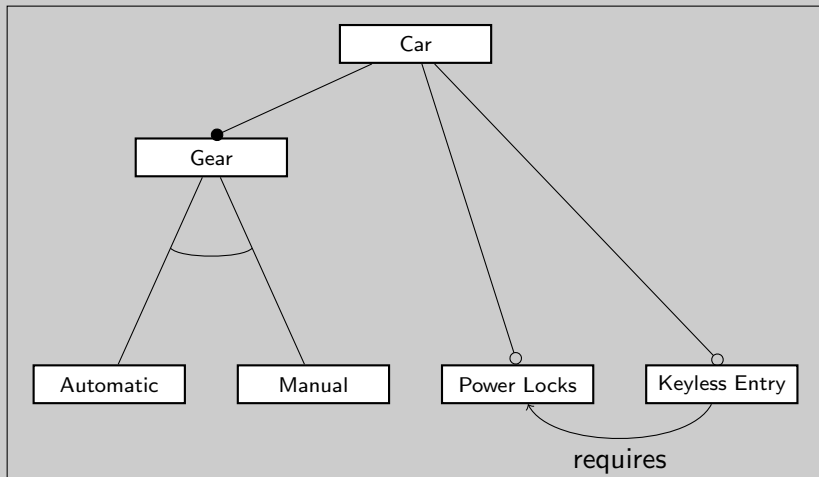 Car
Gear
Automatic
Manual
Power Locks
Keyless Entry
requires